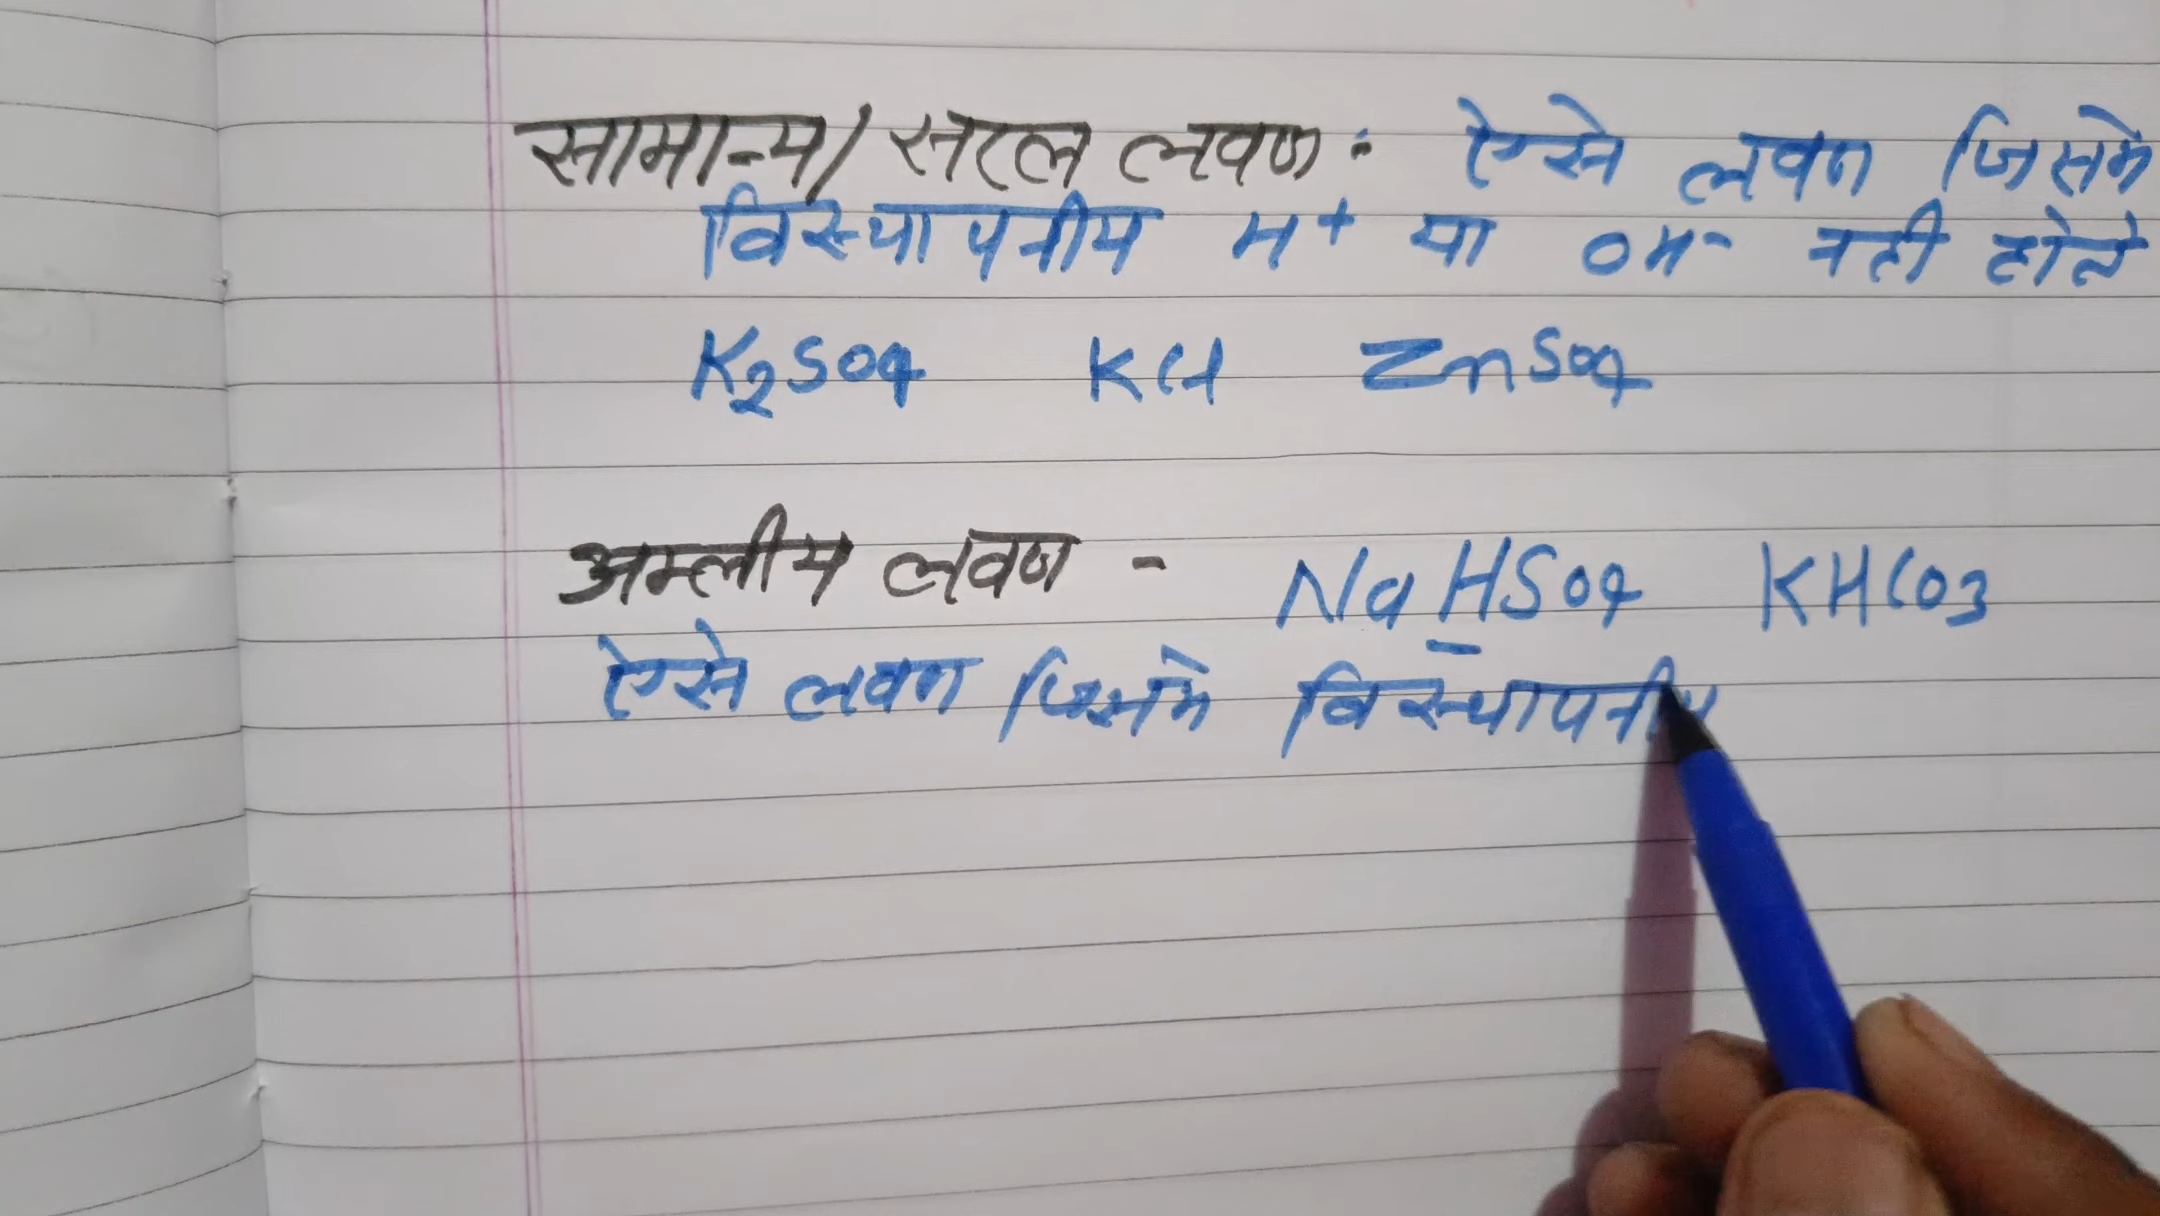 सामान्य/ सरल लवण :- ऐसे लवण जिसमे
विस्थापनीय H+ या OH- नही होते
K2SO4 KCl ZnSO4
अम्लीय लवण - NaHSO4 KHCO3
ऐसे लवण जिसमे विस्थापनीय